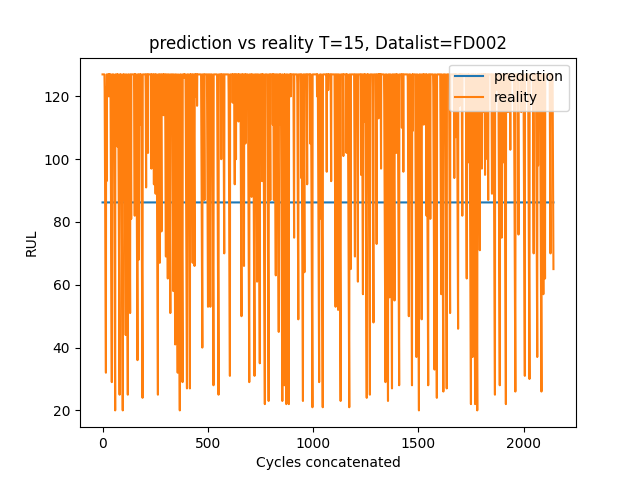 prediction vs reality T=15, Datalist=FD002
prediction
reality
RUL
120
100
80
60
40
20
0
500
1000
1500
2000
Cycles concatenated